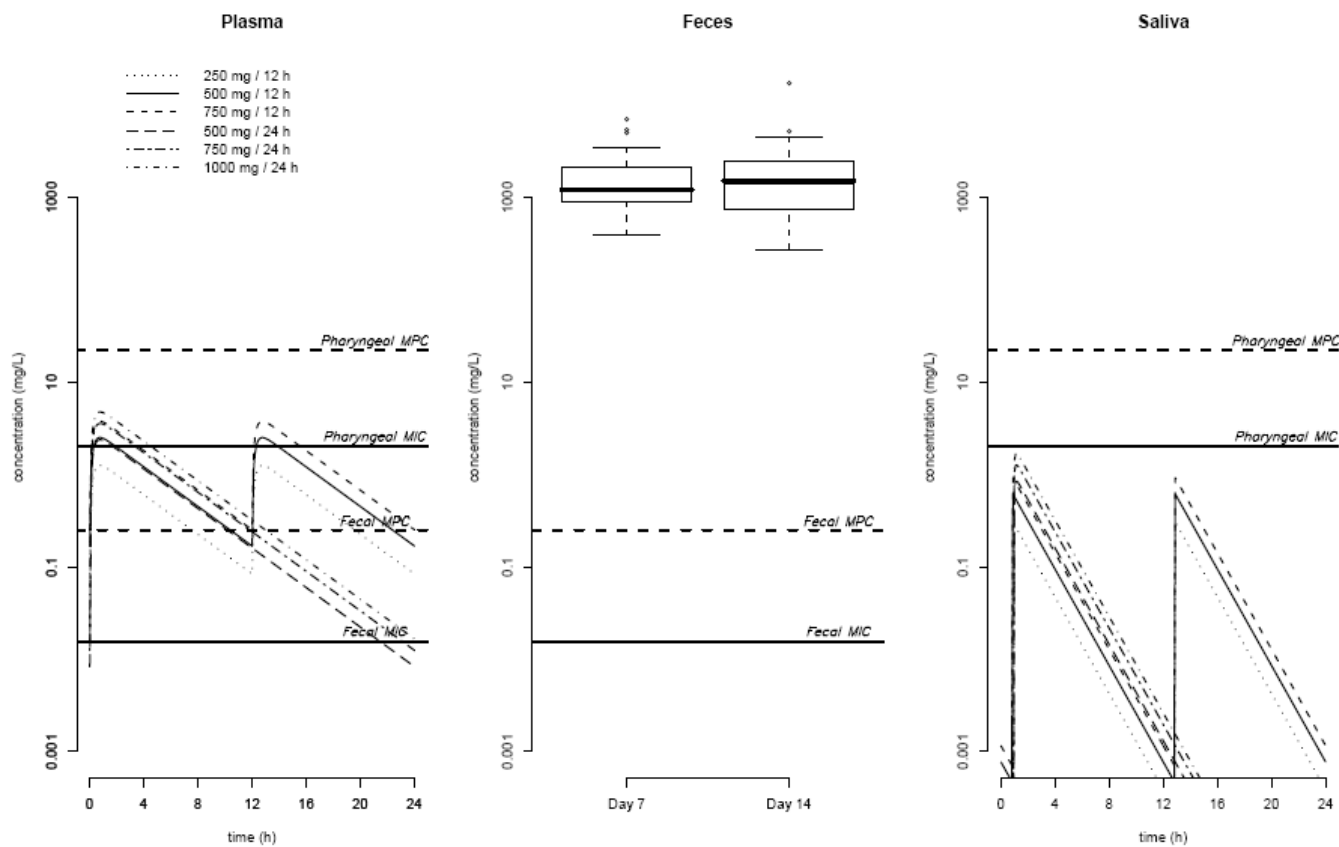 Plasma
250 mg / 12 h
500 mg / 12 h
750 mg / 12 h
500 mg / 24 h
750 mg / 24 h
1000 mg / 24 h
1000
10
0.1
0.001
concentration (mg/L)
Pharyngeal MPC
Pharyngeal MIC
Fecal MPC
Fecal MIC
0 4 8 12 16 20 24
time (h)
Feces
1000
10
0.1
0.001
concentration (mg/L)
Fecal MPC
Fecal MIC
Day 7 Day 14
Saliva
1000
10
0.1
0.001
concentration (mg/L)
Pharyngeal MPC
Pharyngeal MIC
0 4 8 12 16 20 24
time (h)